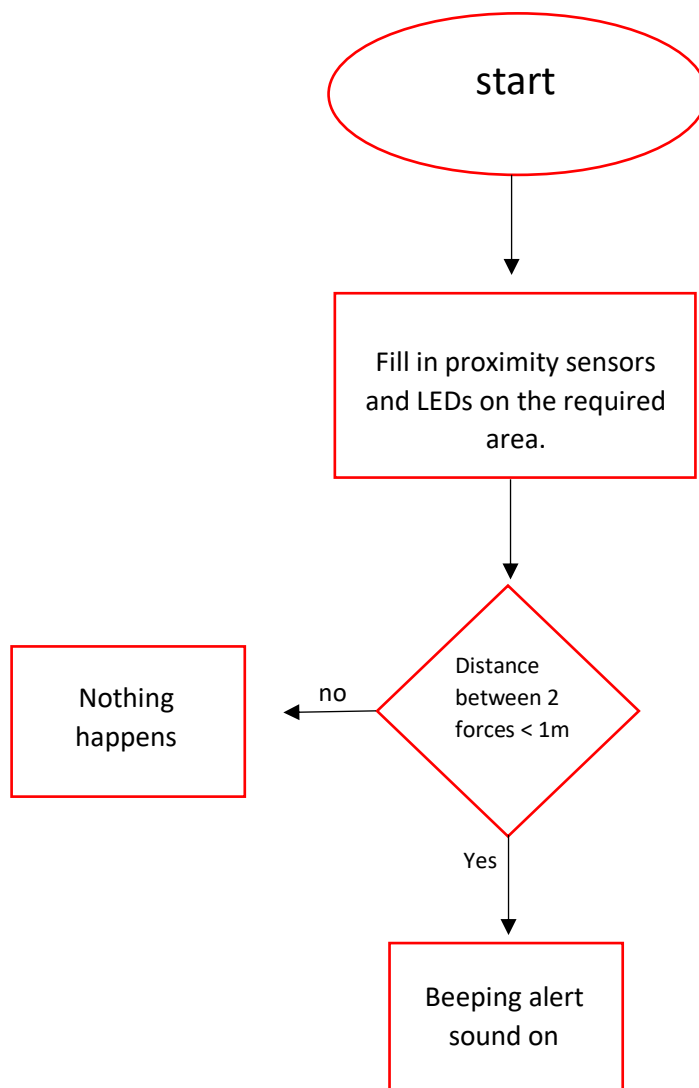 start
Fill in proximity sensors
and LEDs on the required
area.
Distance
between 2
forces < 1m
no
Nothing
happens
Yes
Beeping alert
sound on